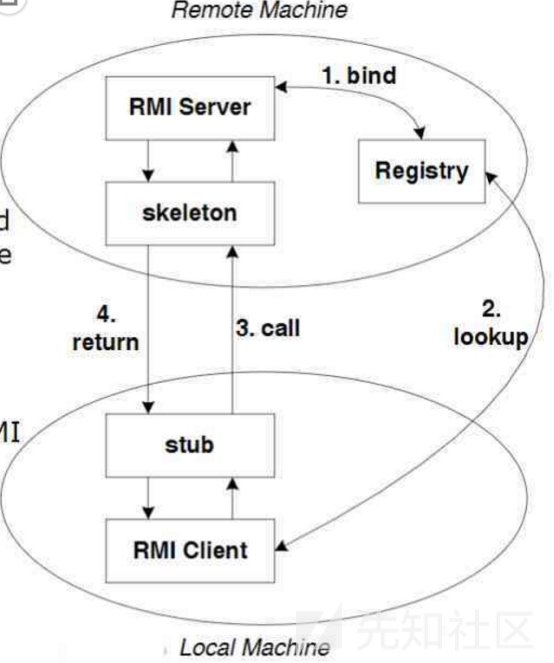 Remote Machine
1. bind
RMI Server
Registry
skeleton
d
e
4.
return
3. call
2.
lookup
MI
stub
RMI Client
Local Machine
先知社区